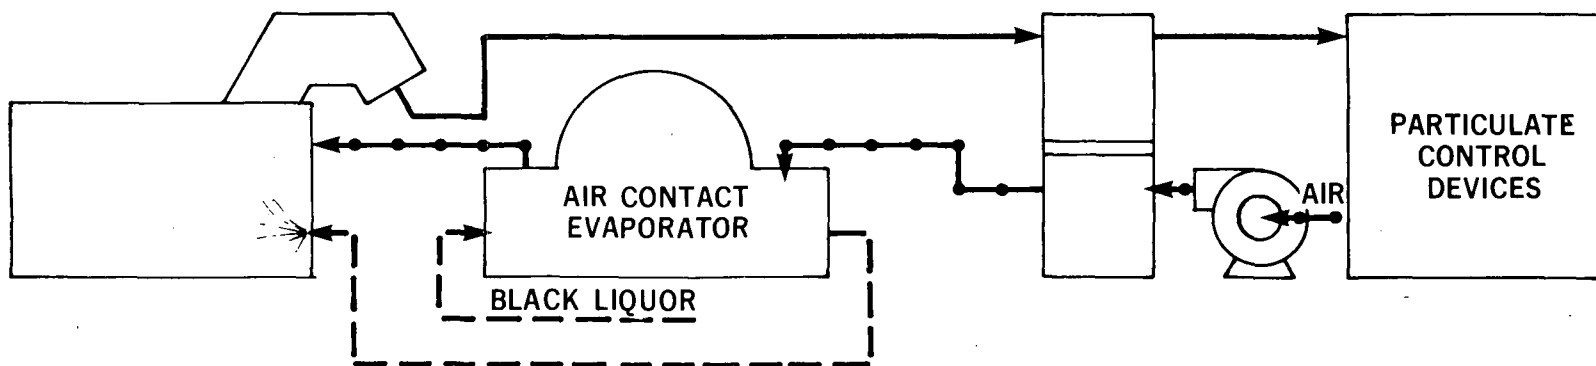 AIR CONTACT
EVAPORATOR
BLACK LIQUOR
AIR
PARTICULATE
CONTROL
DEVICES